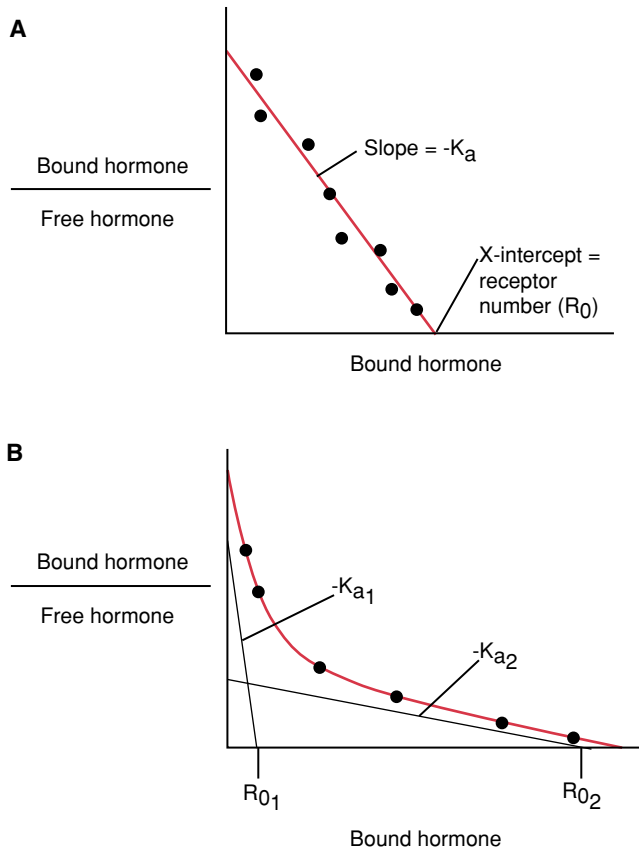 A
Bound hormone
Free hormone
Slope = -Ka
X-intercept =
receptor
number (R0)
Bound hormone
B
Bound hormone
Free hormone
-Ka1
-Ka2
R01
R02
Bound hormone